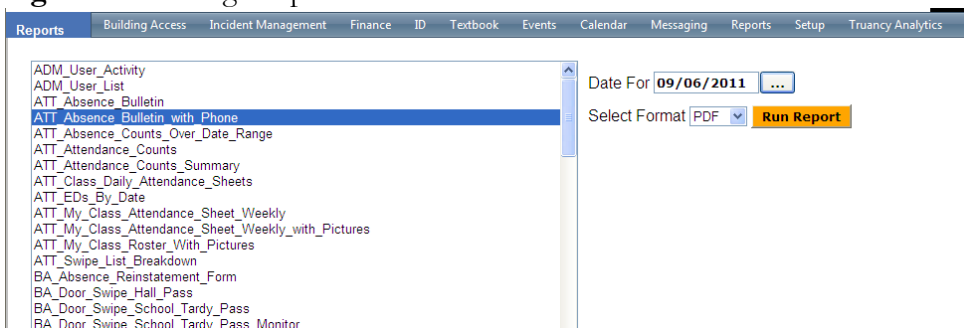 Reports Building Access Incident Management Finance ID Textbook Events Calendar Messaging Reports Setup Truancy Analytics
ADM_User_Activity
ADM_User_List
ATT_Absence_Bulletin
ATT_Absence_Bulletin_with_Phone
ATT_Absence_Counts_Over_Date_Range
ATT_Attendance_Counts
ATT_Attendance_Counts_Summary
ATT_Class_Daily_Attendance_Sheets
ATT_EDs_By_Date
ATT_My_Class_Attendance_Sheet_Weekly
ATT_My_Class_Attendance_Sheet_Weekly_with_Pictures
ATT_My_Class_Roster_With_Pictures
ATT_Swipe_List_Breakdown
BA_Absence_Reinstatement_Form
BA_Door_Swipe_Hall_Pass
BA_Door_Swipe_School_Tardy_Pass
BA_Door_Swipe_School_Tardy_Pass_Monitor
Date For 09/06/2011 ...
Select Format PDF Run Report